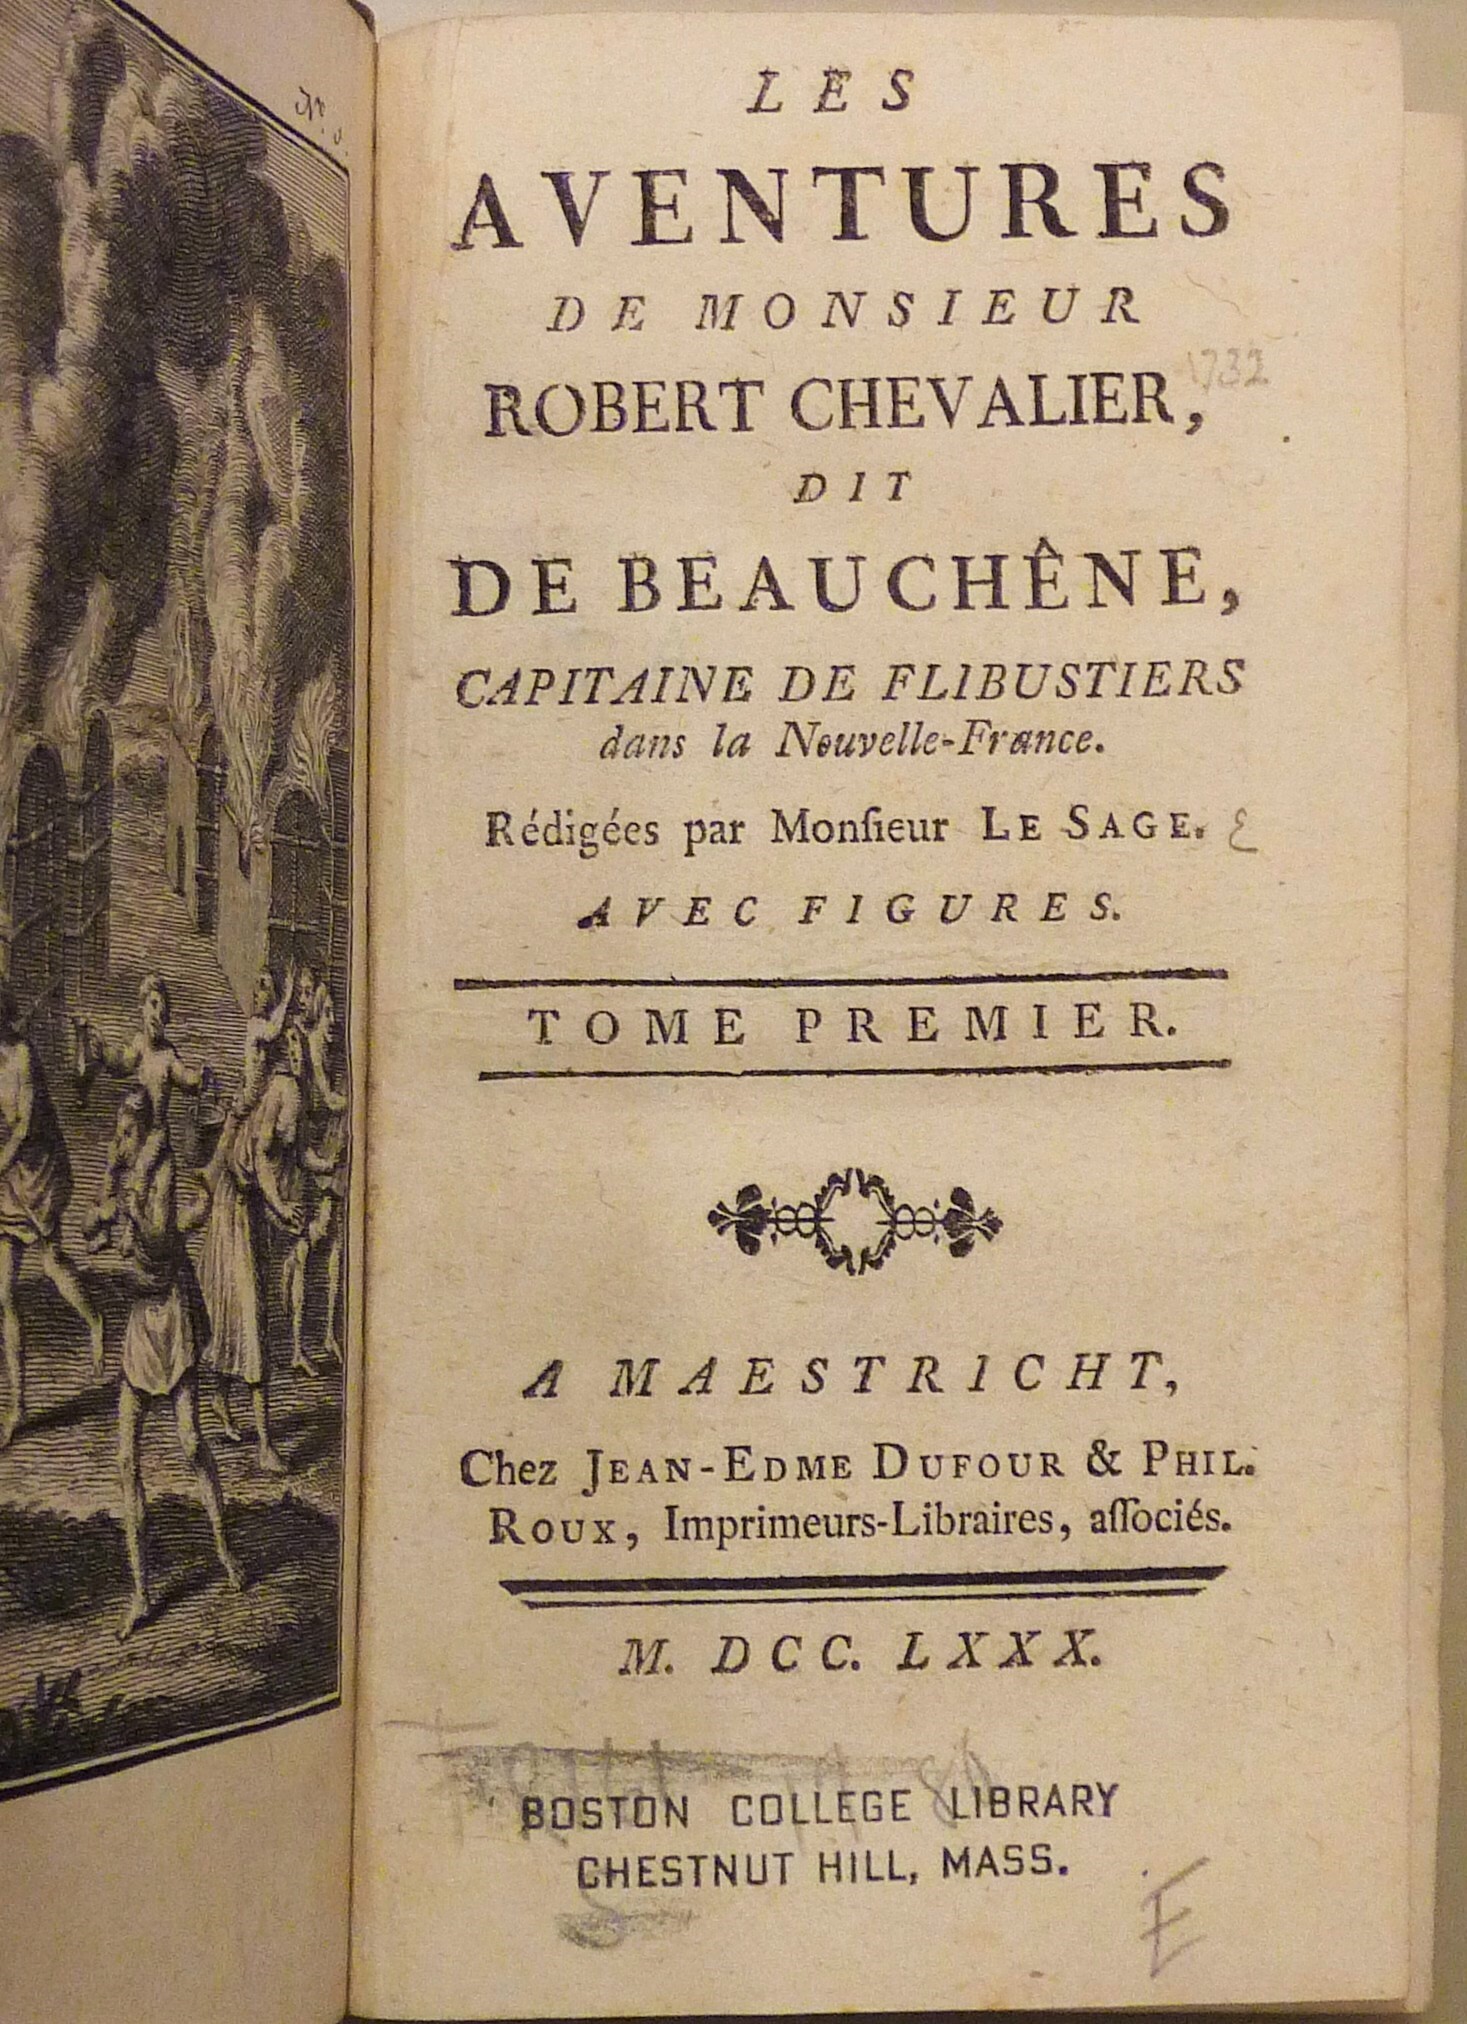 LES
AVENTURES
DE MONSIEUR
ROBERT CHEVALIER,
1732
DIT
DE BEAUCHÊNE,
CAPITAINE DE FLIBUSTIERS
dans la Nouvelle-France.
Rédigées par Monſieur LE SAGE.
AVEC FIGURES.
TOME PREMIER.
A MAESTRICHT,
Chez JEAN-EDME DUFOUR & PHIL.
ROUX, Imprimeurs-Libraires, aſſociés.
M. DCC. LXXX.
BOSTON COLLEGE LIBRARY
CHESTNUT HILL, MASS.
E